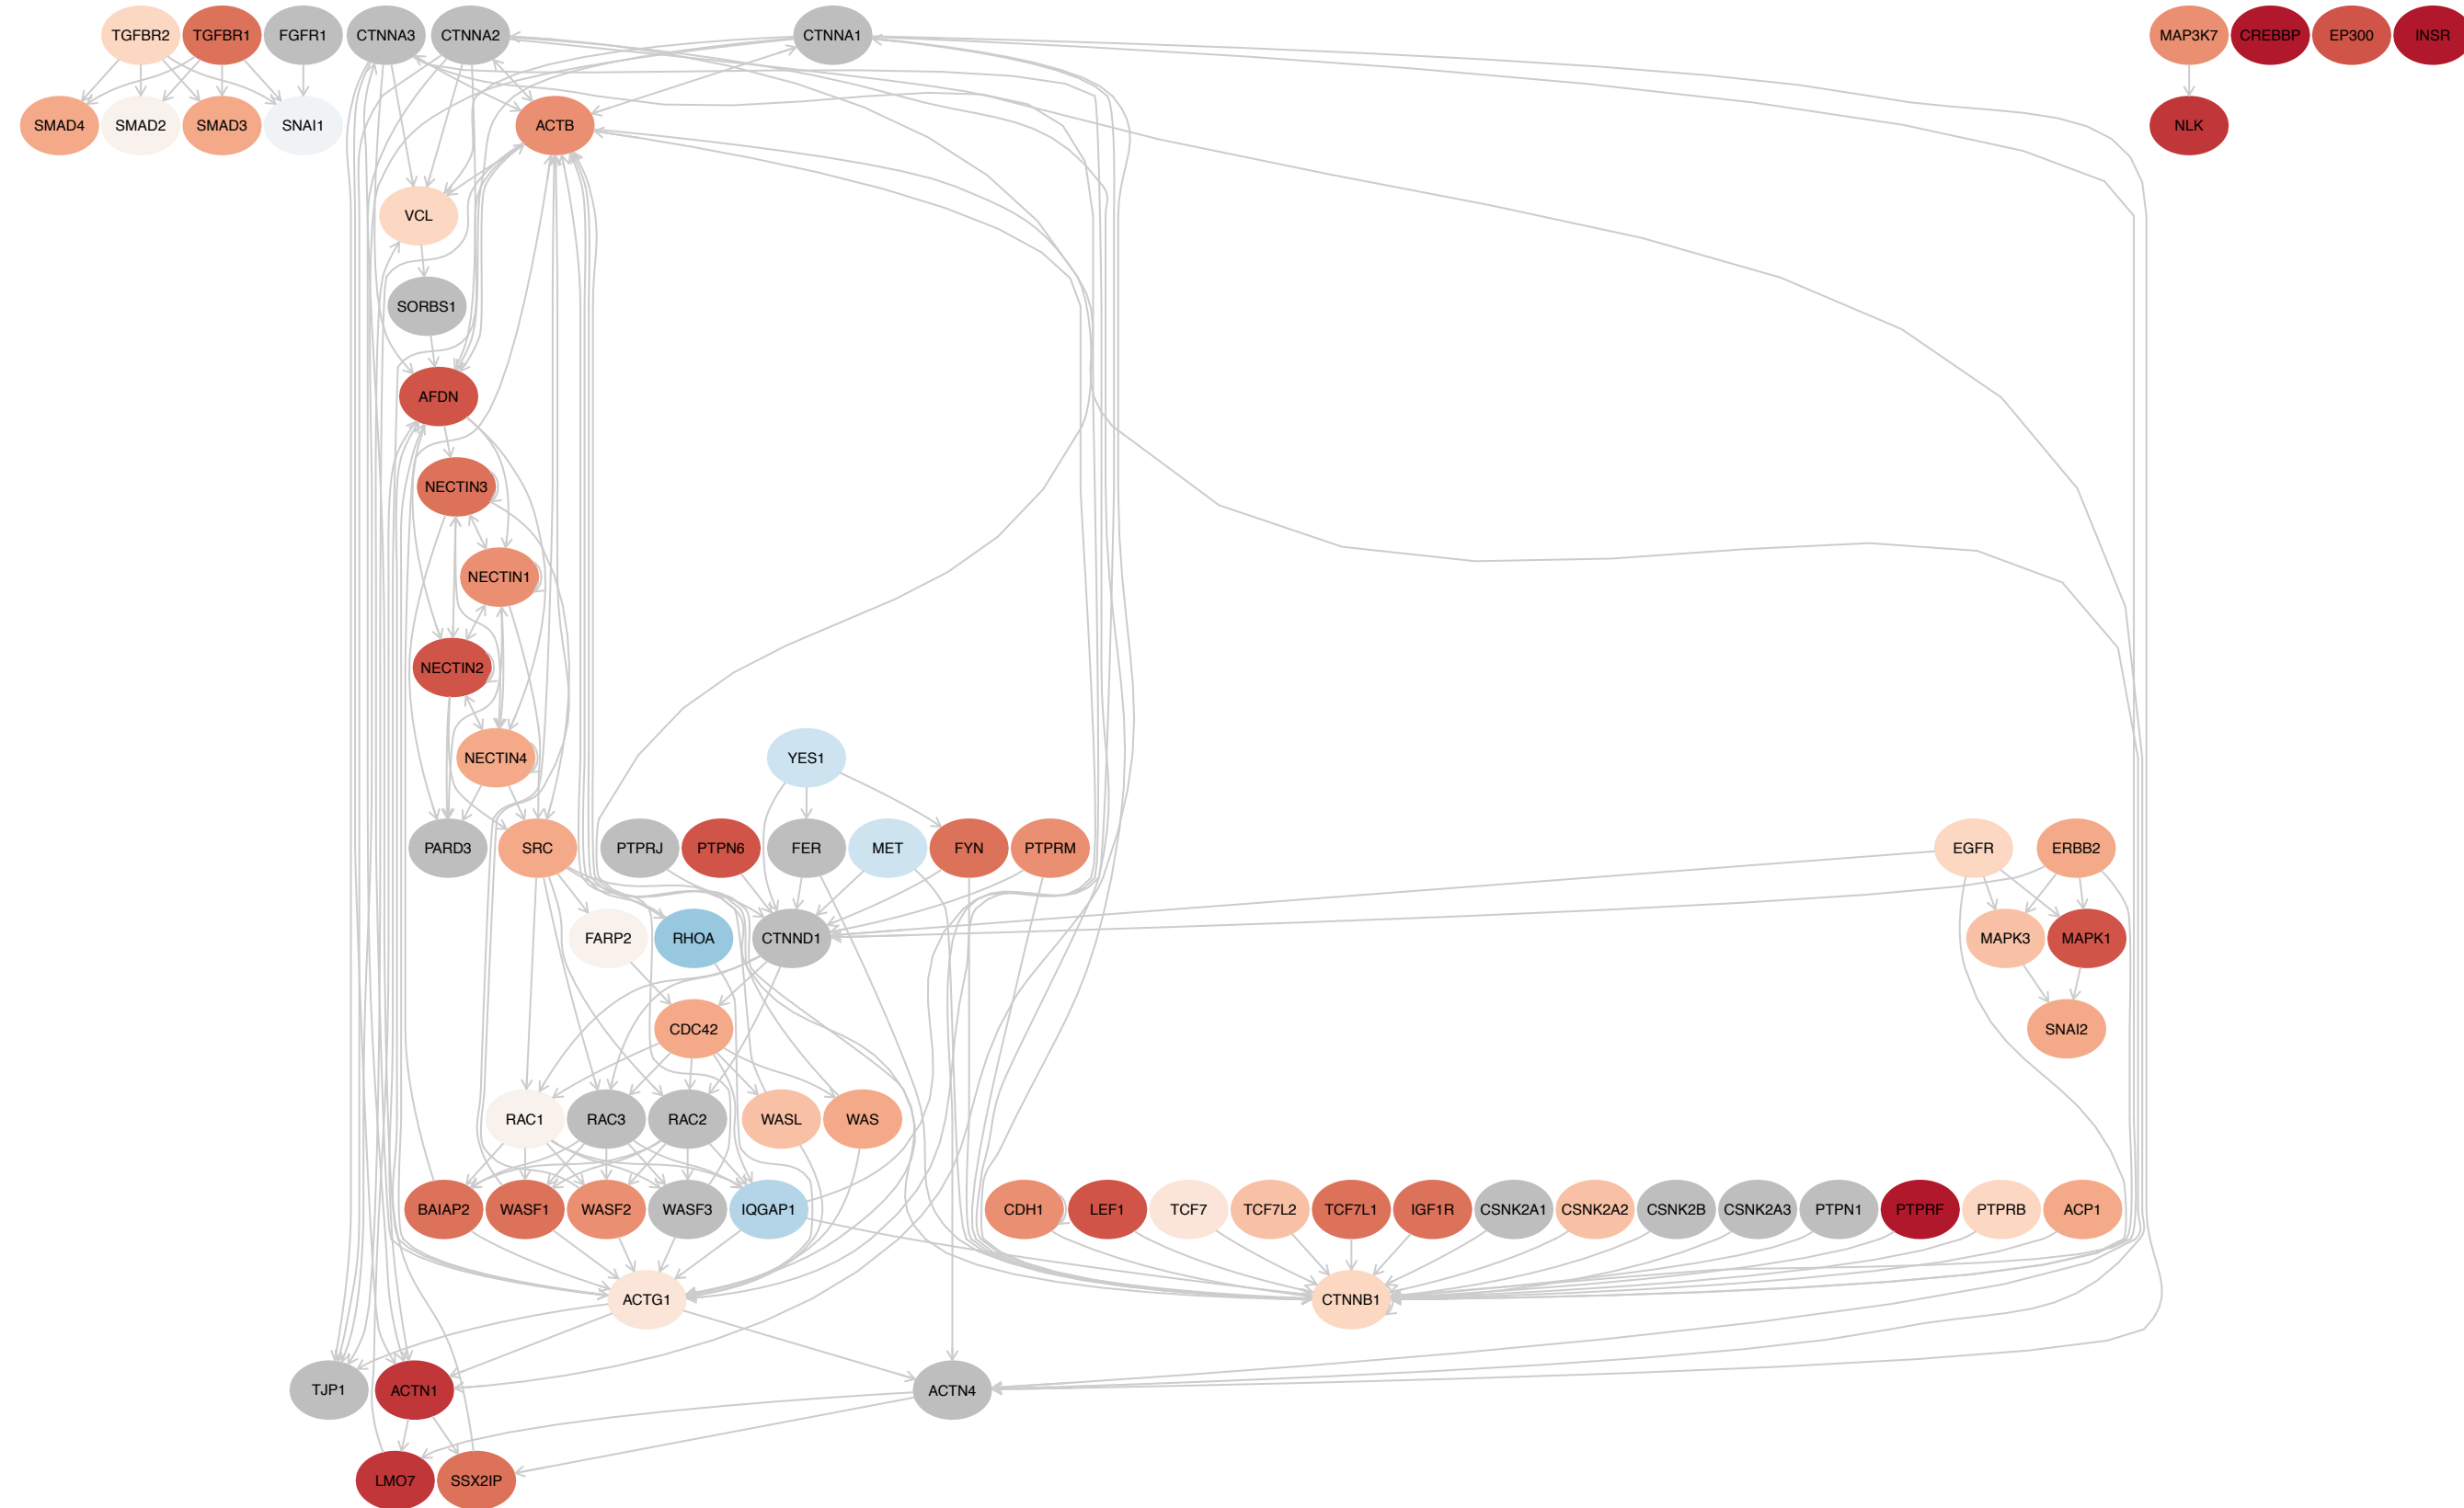 TGFBR2 TGFBR1 FGFR1 CTNNA3 CTNNA2 CTNNA1 MAP3K7 CREBBP EP300 INSR
SMAD4 SMAD2 SMAD3 SNAI1 ACTB NLK
VCL
SORBS1
AFDN
NECTIN3
NECTIN1
NECTIN2
NECTIN4 YES1
PARD3 SRC PTPRJ PTPN6 FER MET FYN PTPRM EGFR ERBB2
FARP2 RHOA CTNND1 MAPK3 MAPK1
CDC42 SNAI2
RAC1 RAC3 RAC2 WASL WAS
BAIAP2 WASF1 WASF2 WASF3 IQGAP1 CDH1 LEF1 TCF7 TCF7L2 TCF7L1 IGF1R CSNK2A1 CSNK2A2 CSNK2B CSNK2A3 PTPN1 PTPRF PTPRB ACP1
ACTG1 CTNNB1
TJP1 ACTN1 ACTN4
LMO7 SSX2IP